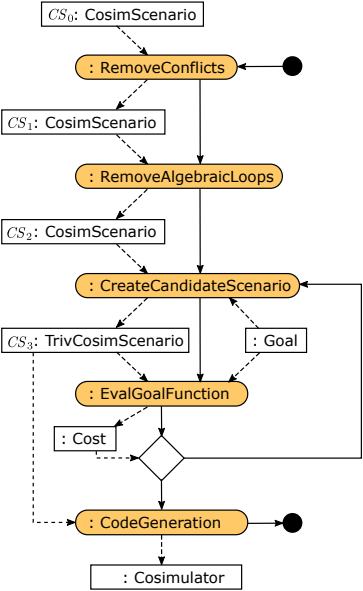 CS₀: CosimScenario
: RemoveConflicts
CS₁: CosimScenario
: RemoveAlgebraicLoops
CS₂: CosimScenario
: CreateCandidateScenario
CS₃: TrivCosimScenario
: Goal
: EvalGoalFunction
: Cost
: CodeGeneration
: Cosimulator